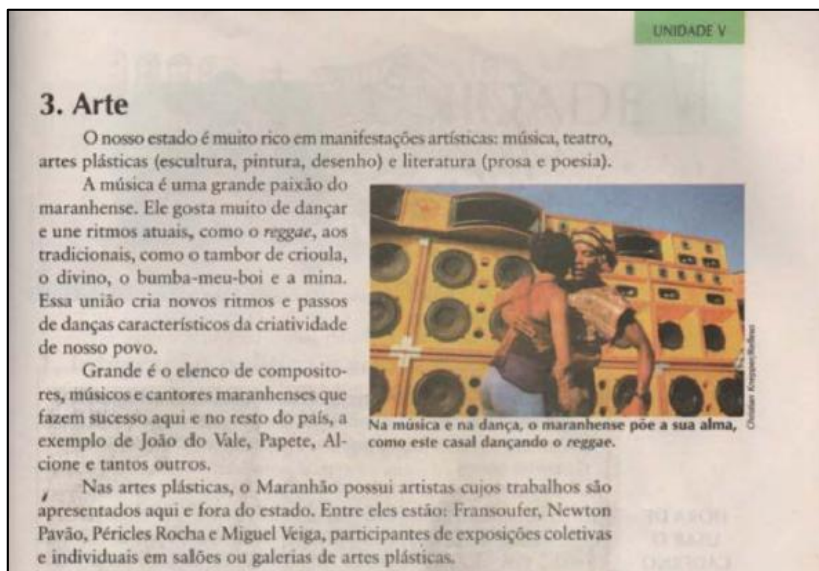 UNIDADE V
3. Arte
O nosso estado é muito rico em manifestações artísticas: música, teatro,
artes plásticas (escultura, pintura, desenho) e literatura (prosa e poesia).
A música é uma grande paixão do
maranhense. Ele gosta muito de dançar
e une ritmos atuais, como o reggae, aos
tradicionais, como o tambor de crioula,
o divino, o bumba-meu-boi e a mina.
Essa união cria novos ritmos e passos
de danças característicos da criatividade
de nosso povo.
Grande é o elenco de composito-
res, músicos e cantores maranhenses que
fazem sucesso aqui e no resto do país, a
exemplo de João do Vale, Papete, Al-
cione e tantos outros.
Christian Knepper/Reflexo
Na música e na dança, o maranhense põe a sua alma,
como este casal dançando o reggae.
Nas artes plásticas, o Maranhão possui artistas cujos trabalhos são
apresentados aqui e fora do estado. Entre eles estão: Fransoufer, Newton
Pavão, Péricles Rocha e Miguel Veiga, participantes de exposições coletivas
e individuais em salões ou galerias de artes plásticas.